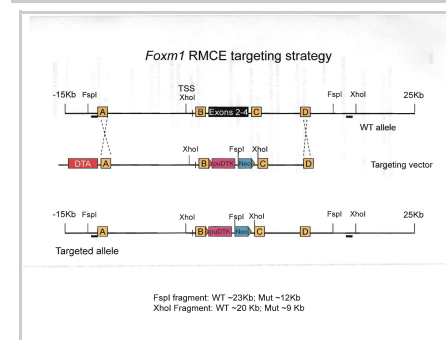 Foxm1 RMCE targeting strategy
-15Kb FspI TSS XhoI FspI XhoI 25Kb
A B Exons 2-4 C D
WT allele
XhoI FspI XhoI
DTA A B puDTK Neo C D
Targeting vector
-15Kb FspI XhoI FspI XhoI FspI XhoI 25Kb
A B puDTK Neo C D
Targeted allele
FspI fragment: WT ~23Kb; Mut ~12Kb
XhoI Fragment: WT ~20 Kb; Mut ~9 Kb